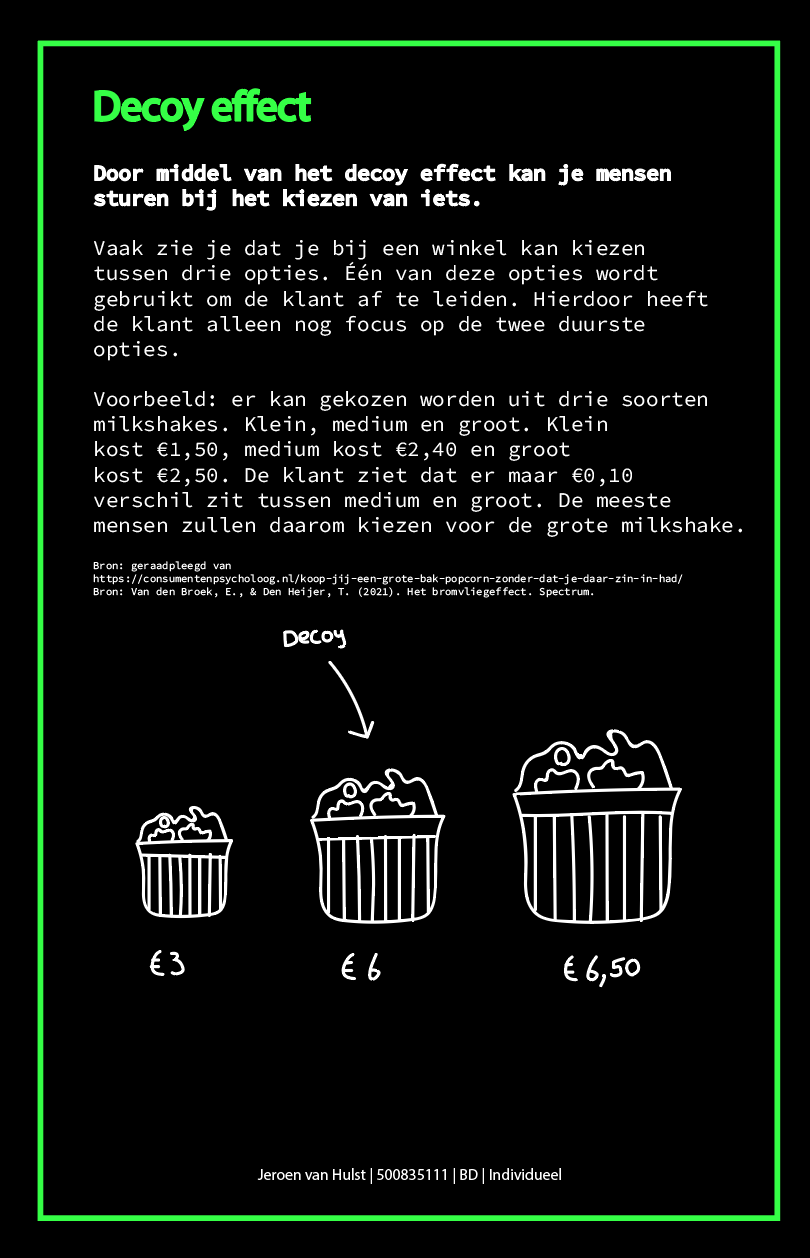 Decoy effect
Door middel van het decoy effect kan je mensen
sturen bij het kiezen van iets.
Vaak zie je dat je bij een winkel kan kiezen
tussen drie opties. Één van deze opties wordt
gebruikt om de klant af te leiden. Hierdoor heeft
de klant alleen nog focus op de twee duurste
opties.
Voorbeeld: er kan gekozen worden uit drie soorten
milkshakes. Klein, medium en groot. Klein
kost €1,50, medium kost €2,40 en groot
kost €2,50. De klant ziet dat er maar €0,10
verschil zit tussen medium en groot. De meeste
mensen zullen daarom kiezen voor de grote milkshake.
Bron: geraadpleegd van
https://consumentenpsycholoog.nl/koop-jij-een-grote-bak-popcorn-zonder-dat-je-daar-zin-in-had/
Bron: Van den Broek, E., & Den Heijer, T. (2021). Het bromvliegeffect. Spectrum.
Decoy
€ 3
€ 6
€ 6,50
Jeroen van Hulst | 500835111 | BD | Individueel